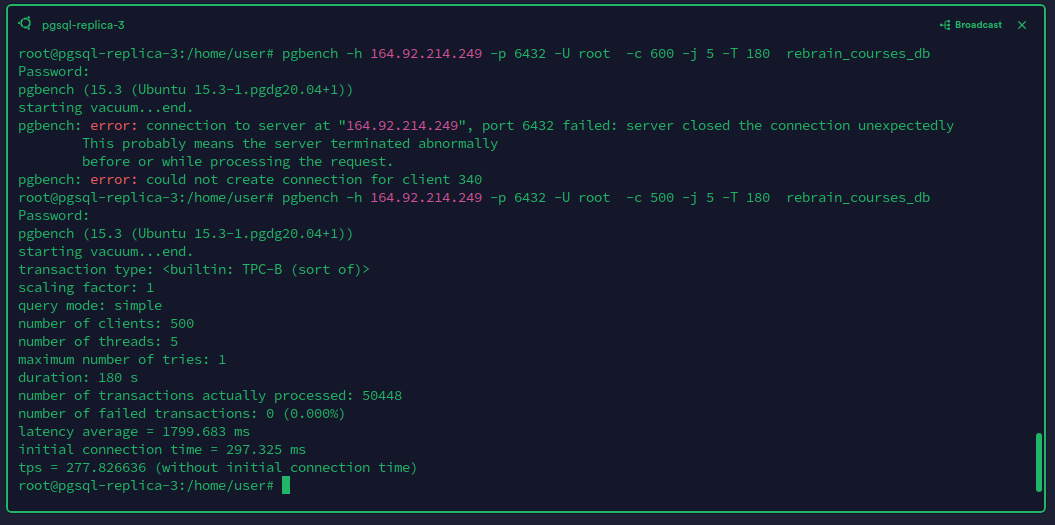 pgsql-replica-3
Broadcast
root@pgsql-replica-3:/home/user# pgbench -h 164.92.214.249 -p 6432 -U root  -c 600 -j 5 -T 180  rebrain_courses_db
Password:
pgbench (15.3 (Ubuntu 15.3-1.pgdg20.04+1))
starting vacuum...end.
pgbench: error: connection to server at "164.92.214.249", port 6432 failed: server closed the connection unexpectedly
        This probably means the server terminated abnormally
        before or while processing the request.
pgbench: error: could not create connection for client 340
root@pgsql-replica-3:/home/user# pgbench -h 164.92.214.249 -p 6432 -U root  -c 500 -j 5 -T 180  rebrain_courses_db
Password:
pgbench (15.3 (Ubuntu 15.3-1.pgdg20.04+1))
starting vacuum...end.
transaction type: <builtin: TPC-B (sort of)>
scaling factor: 1
query mode: simple
number of clients: 500
number of threads: 5
maximum number of tries: 1
duration: 180 s
number of transactions actually processed: 50448
number of failed transactions: 0 (0.000%)
latency average = 1799.683 ms
initial connection time = 297.325 ms
tps = 277.826636 (without initial connection time)
root@pgsql-replica-3:/home/user#